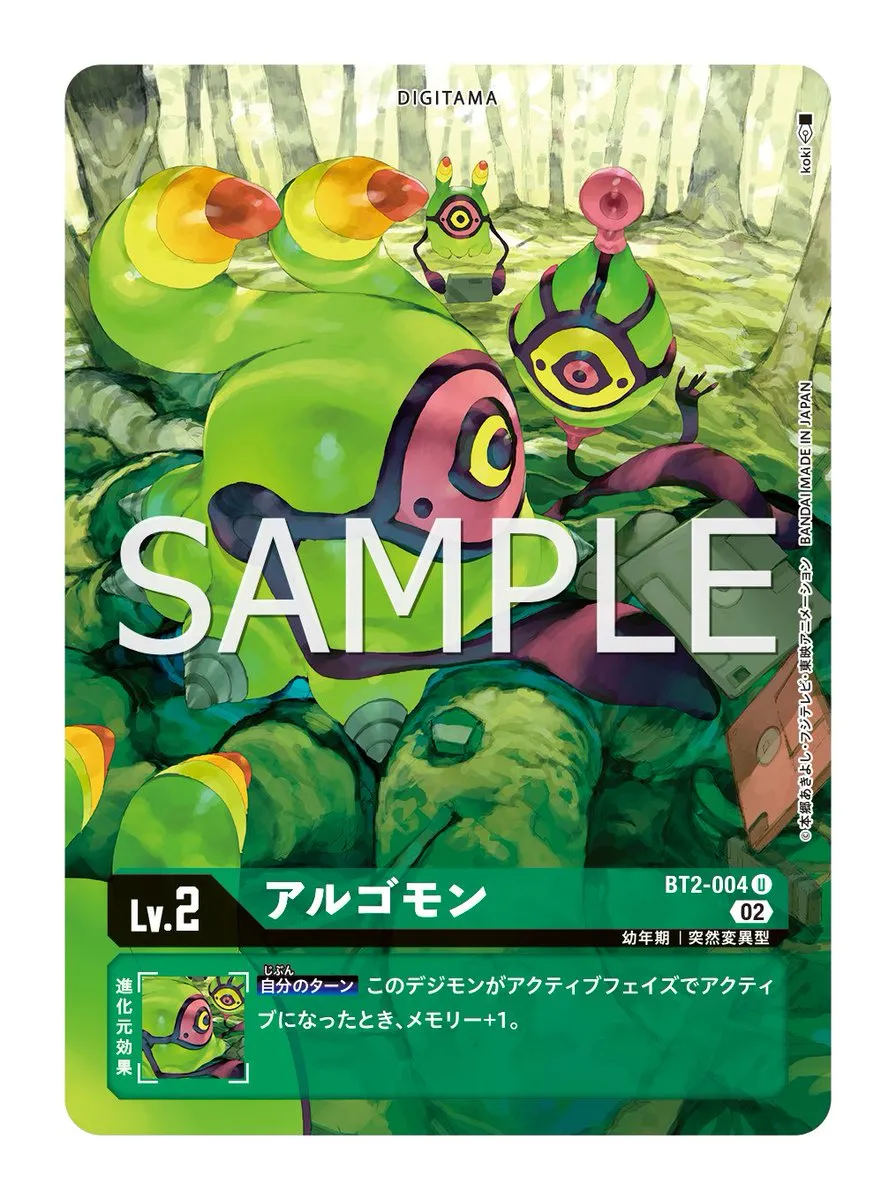 DIGITAMA
koki
©本郷あきよし・フジテレビ・東映アニメーション BANDAI MADE IN JAPAN
SAMPLE
Lv.2
アルゴモン
BT2-004 U
02
幼年期 | 突然変異型
進化元効果
じぶん
自分のターン このデジモンがアクティブフェイズでアクティ
ブになったとき、メモリー+1。